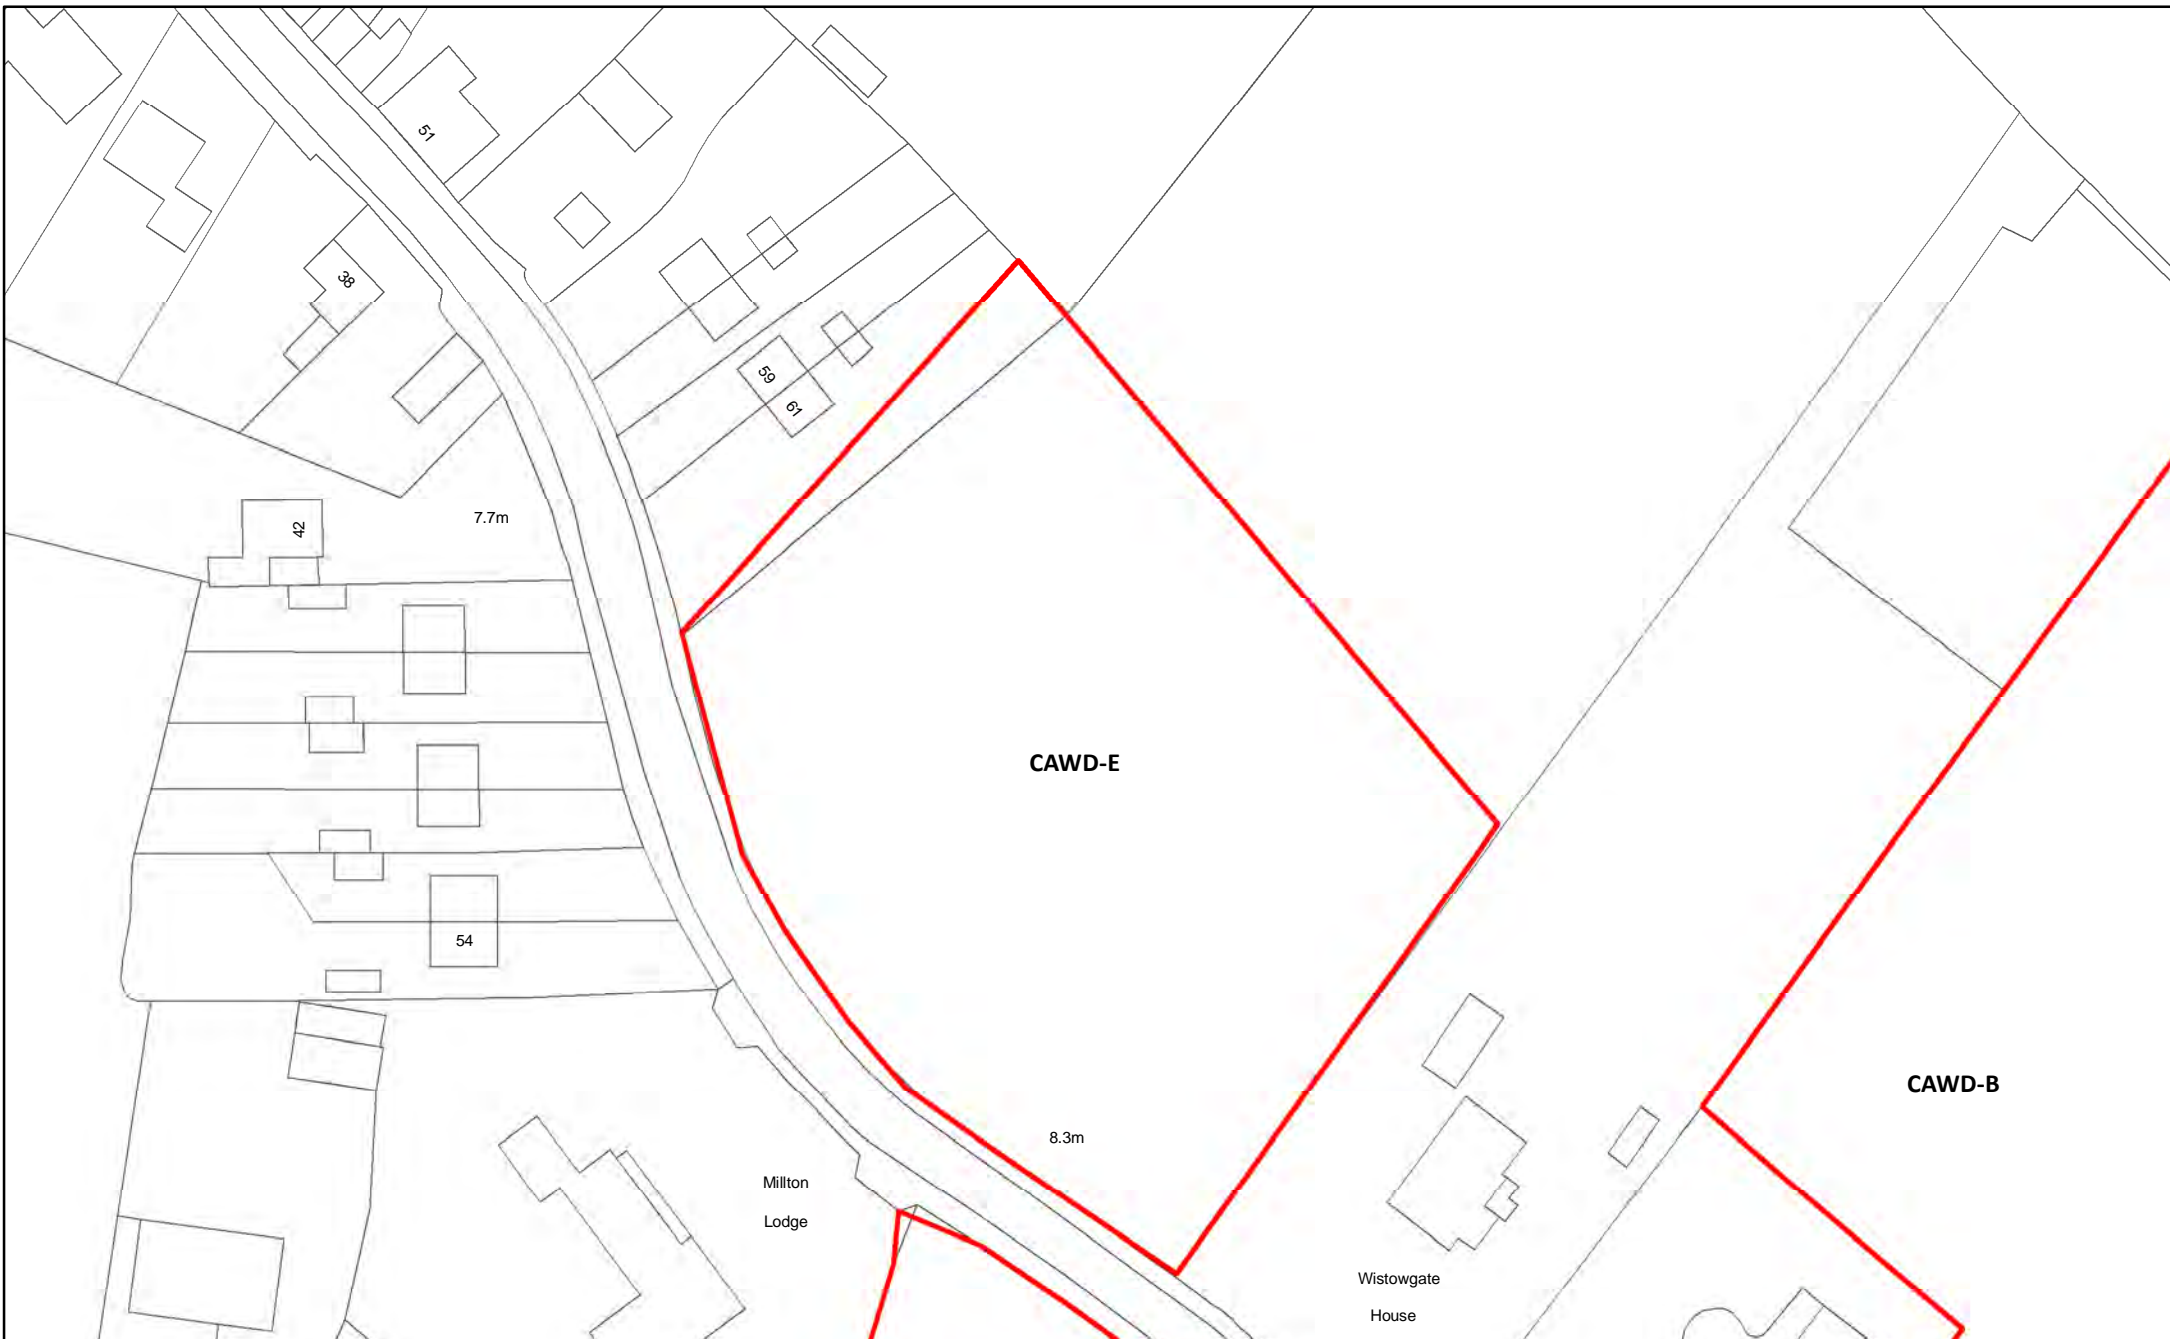 51
38
59
61
7.7m
42
CAWD-E
54
CAWD-B
8.3m
Millton
Lodge
Wistowgate
House